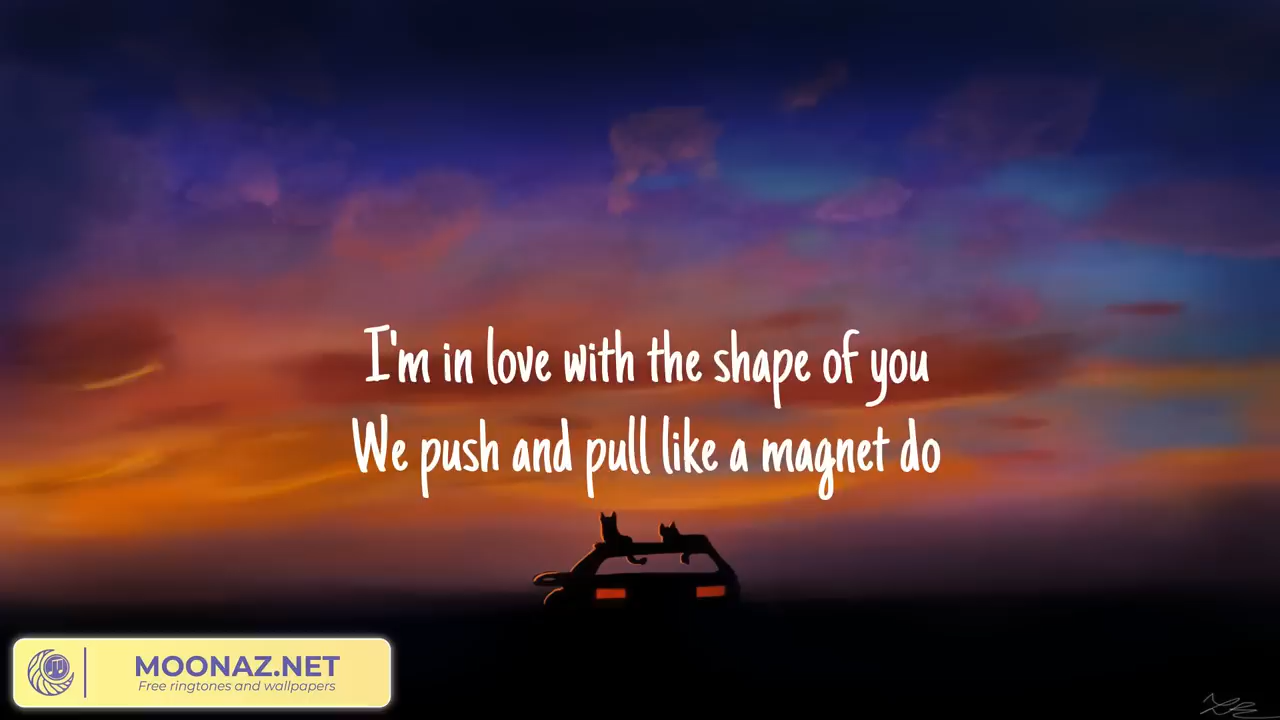 I'm in love with the shape of you
We push and pull like a magnet do
MOONAZ.NET
Free ringtones and wallpapers